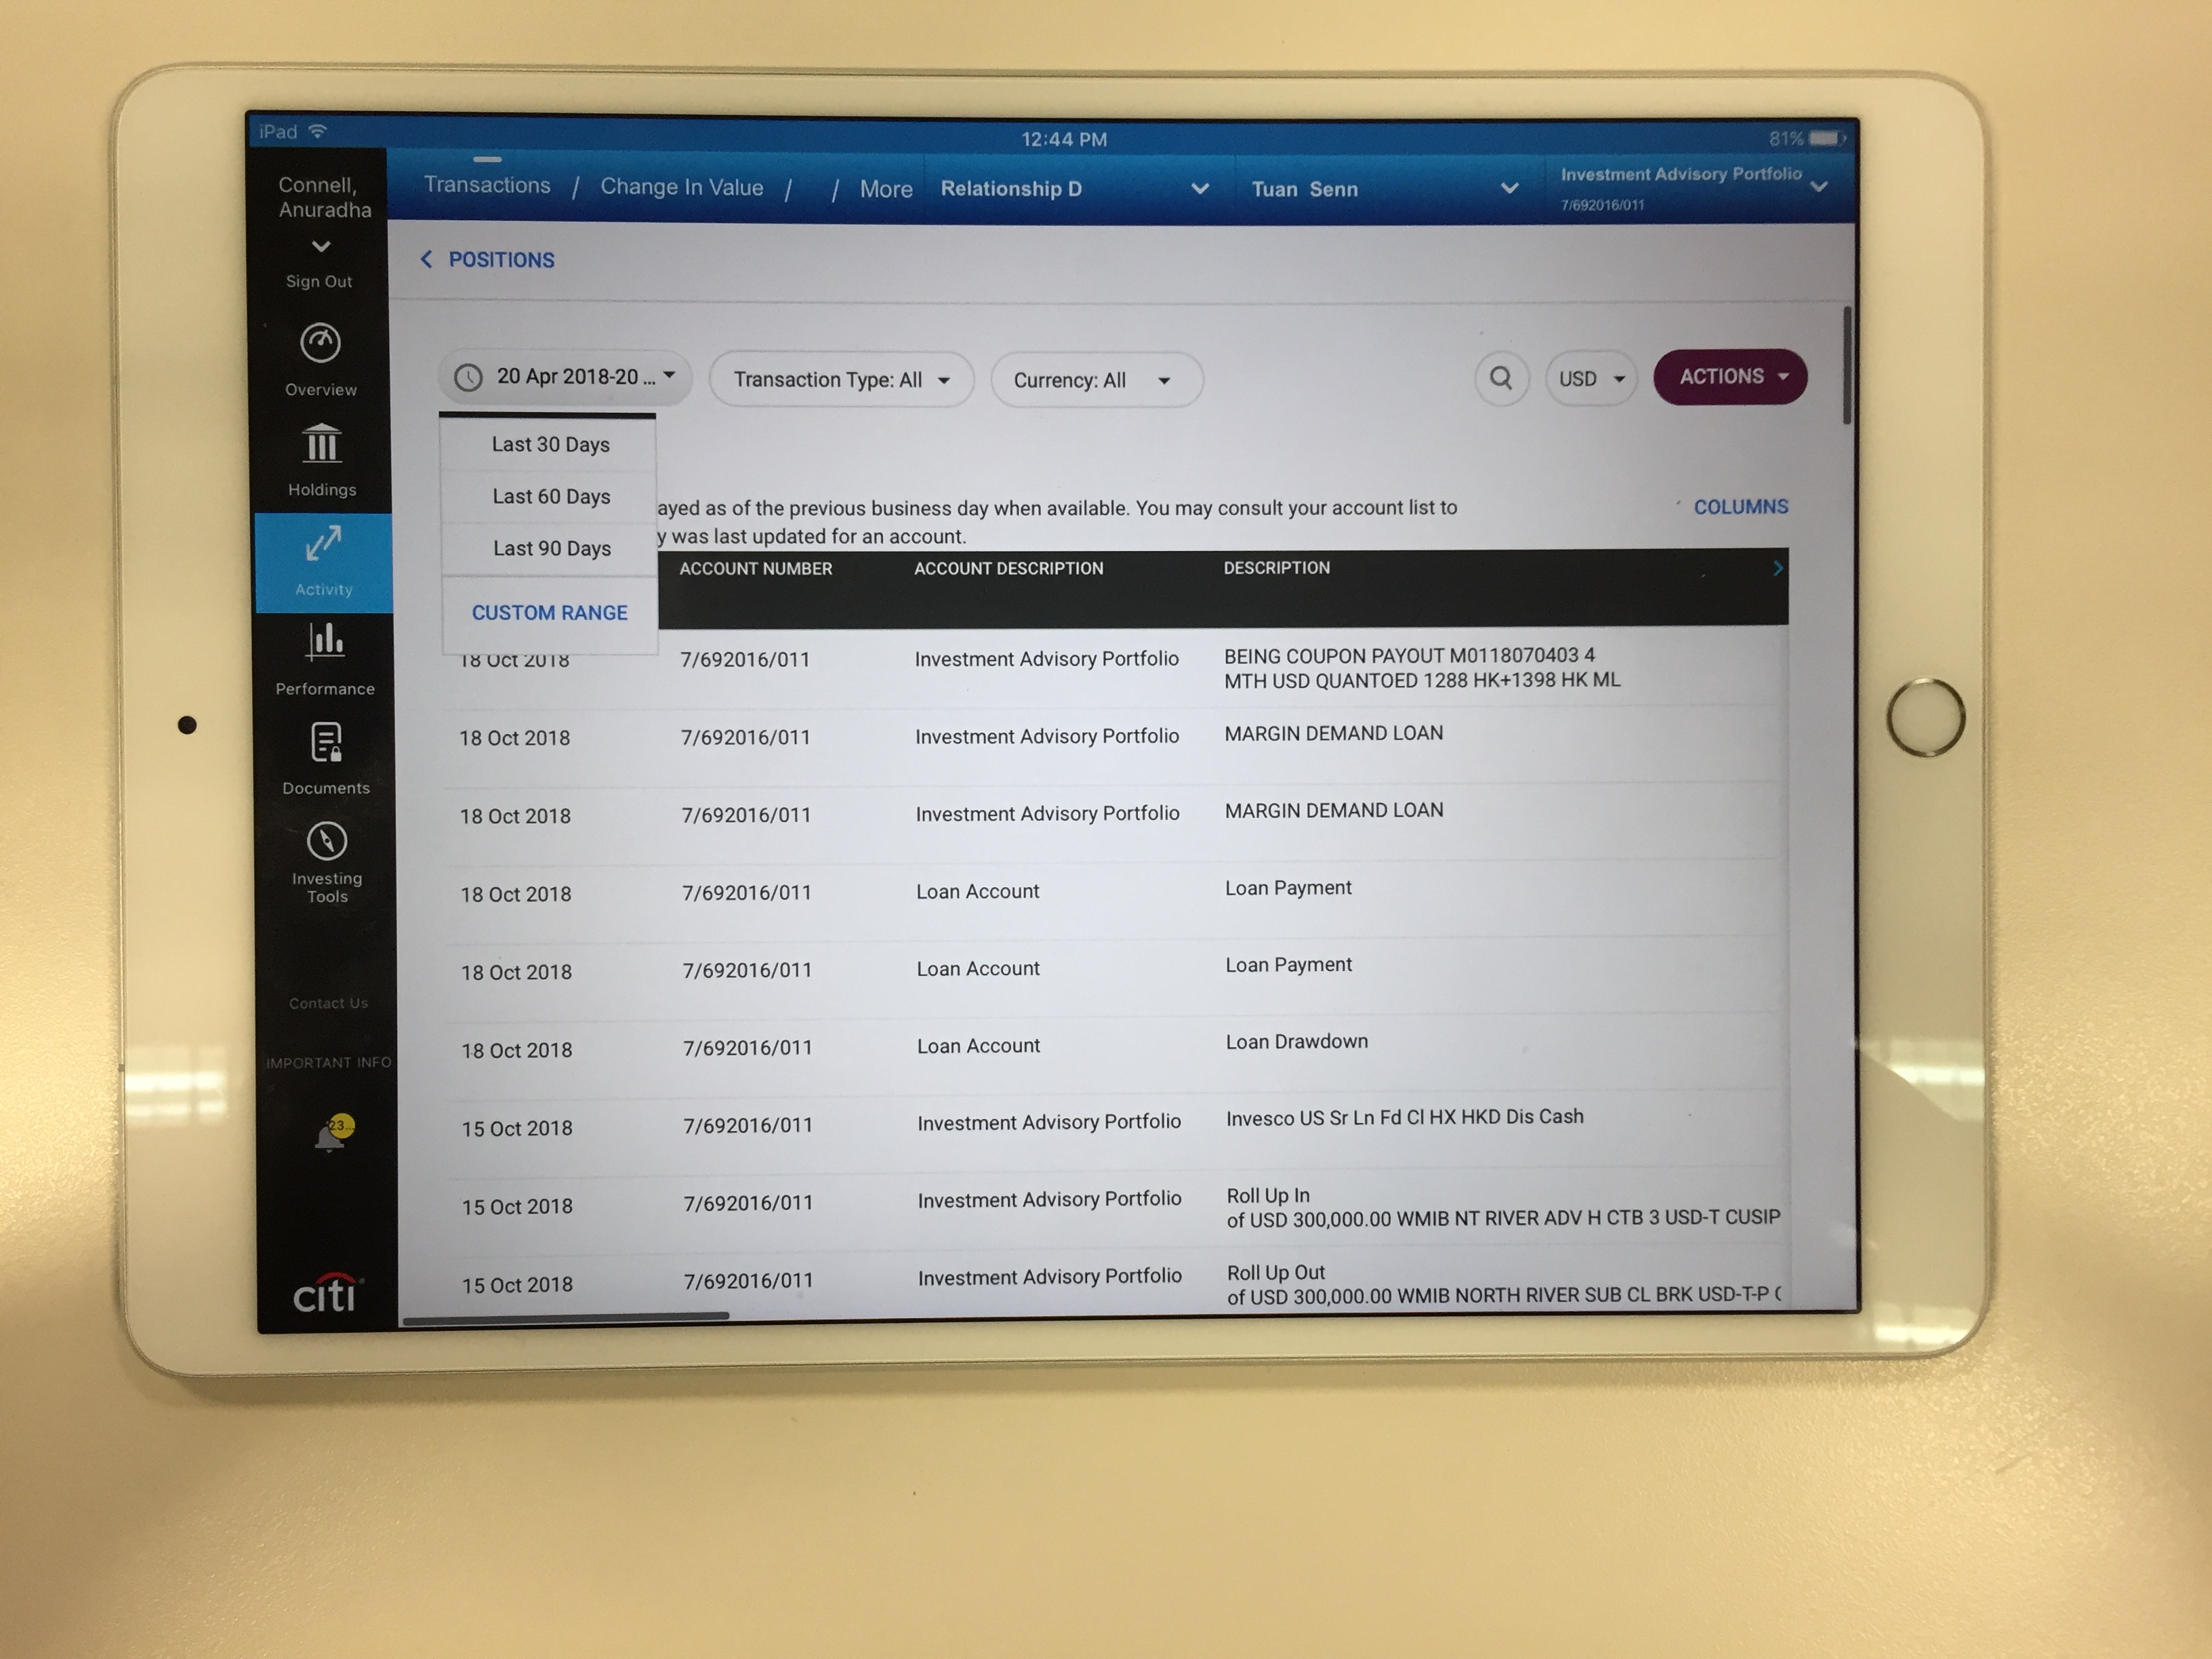 iPad
12:44 PM
81%
Connell,
Anuradha
Sign Out
Overview
Holdings
Activity
Performance
Documents
Investing
Tools
Contact Us
IMPORTANT INFO
citi
Transactions / Change In Value / / More
Relationship D
Tuan Senn
Investment Advisory Portfolio
7/692016/011
< POSITIONS
20 Apr 2018-20 ...
Transaction Type: All
Currency: All
USD
ACTIONS
Last 30 Days
Last 60 Days
Last 90 Days
CUSTOM RANGE
ayed as of the previous business day when available. You may consult your account list to
y was last updated for an account.
COLUMNS
ACCOUNT NUMBER ACCOUNT DESCRIPTION DESCRIPTION
18 Oct 2018 7/692016/011 Investment Advisory Portfolio BEING COUPON PAYOUT M0118070403 4
MTH USD QUANTOED 1288 HK+1398 HK ML
18 Oct 2018 7/692016/011 Investment Advisory Portfolio MARGIN DEMAND LOAN
18 Oct 2018 7/692016/011 Investment Advisory Portfolio MARGIN DEMAND LOAN
18 Oct 2018 7/692016/011 Loan Account Loan Payment
18 Oct 2018 7/692016/011 Loan Account Loan Payment
18 Oct 2018 7/692016/011 Loan Account Loan Drawdown
15 Oct 2018 7/692016/011 Investment Advisory Portfolio Invesco US Sr Ln Fd Cl HX HKD Dis Cash
15 Oct 2018 7/692016/011 Investment Advisory Portfolio Roll Up In
of USD 300,000.00 WMIB NT RIVER ADV H CTB 3 USD-T CUSIP
15 Oct 2018 7/692016/011 Investment Advisory Portfolio Roll Up Out
of USD 300,000.00 WMIB NORTH RIVER SUB CL BRK USD-T-P (